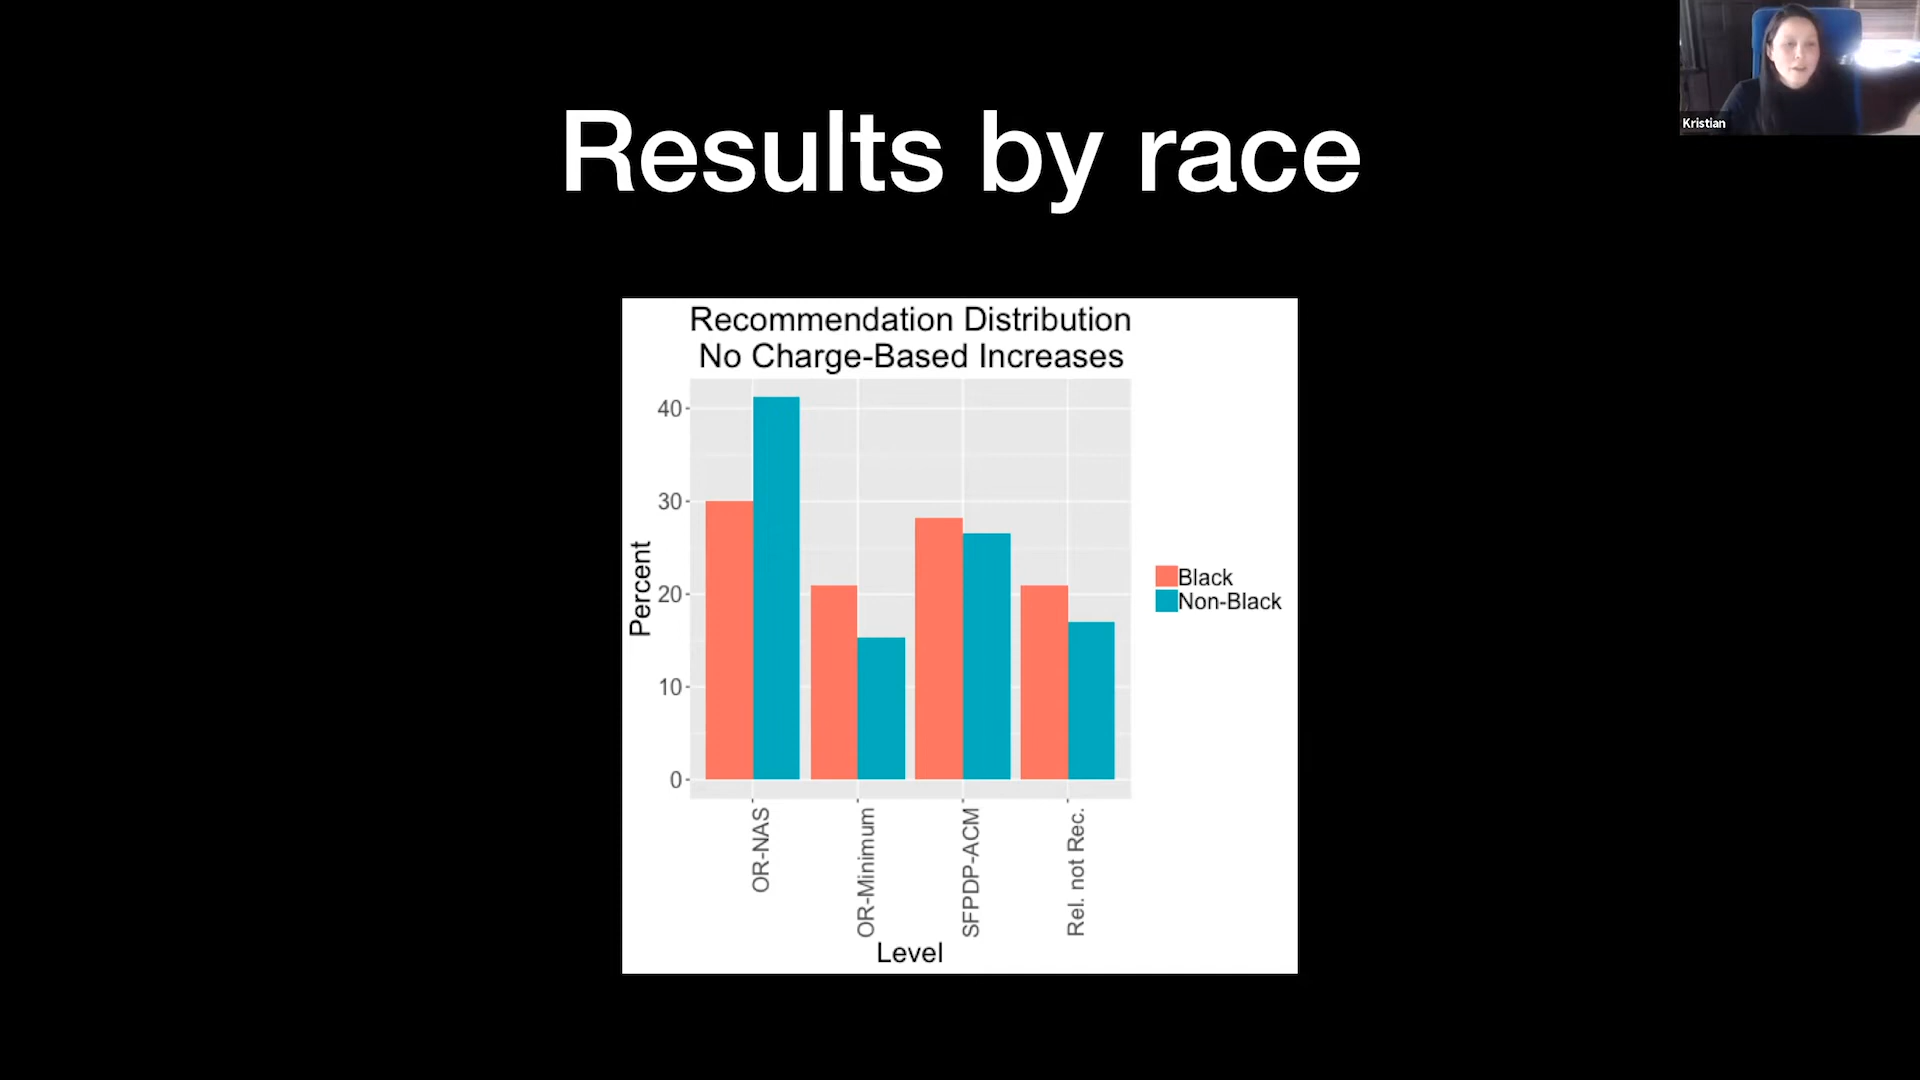 Results by race
Kristian
Recommendation Distribution
No Charge-Based Increases
Percent
40
30
20
10
0
OR-NAS
OR-Minimum
SFPDP-ACM
Rel. not Rec.
Level
Black
Non-Black